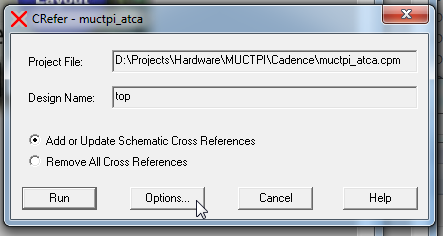 Layout
CRefer - muctpi_atca
Project File: D:\Projects\Hardware\MUCTPI\Cadence\muctpi_atca.cpm
Design Name: top
Add or Update Schematic Cross References
Remove All Cross References
Run Options... Cancel Help